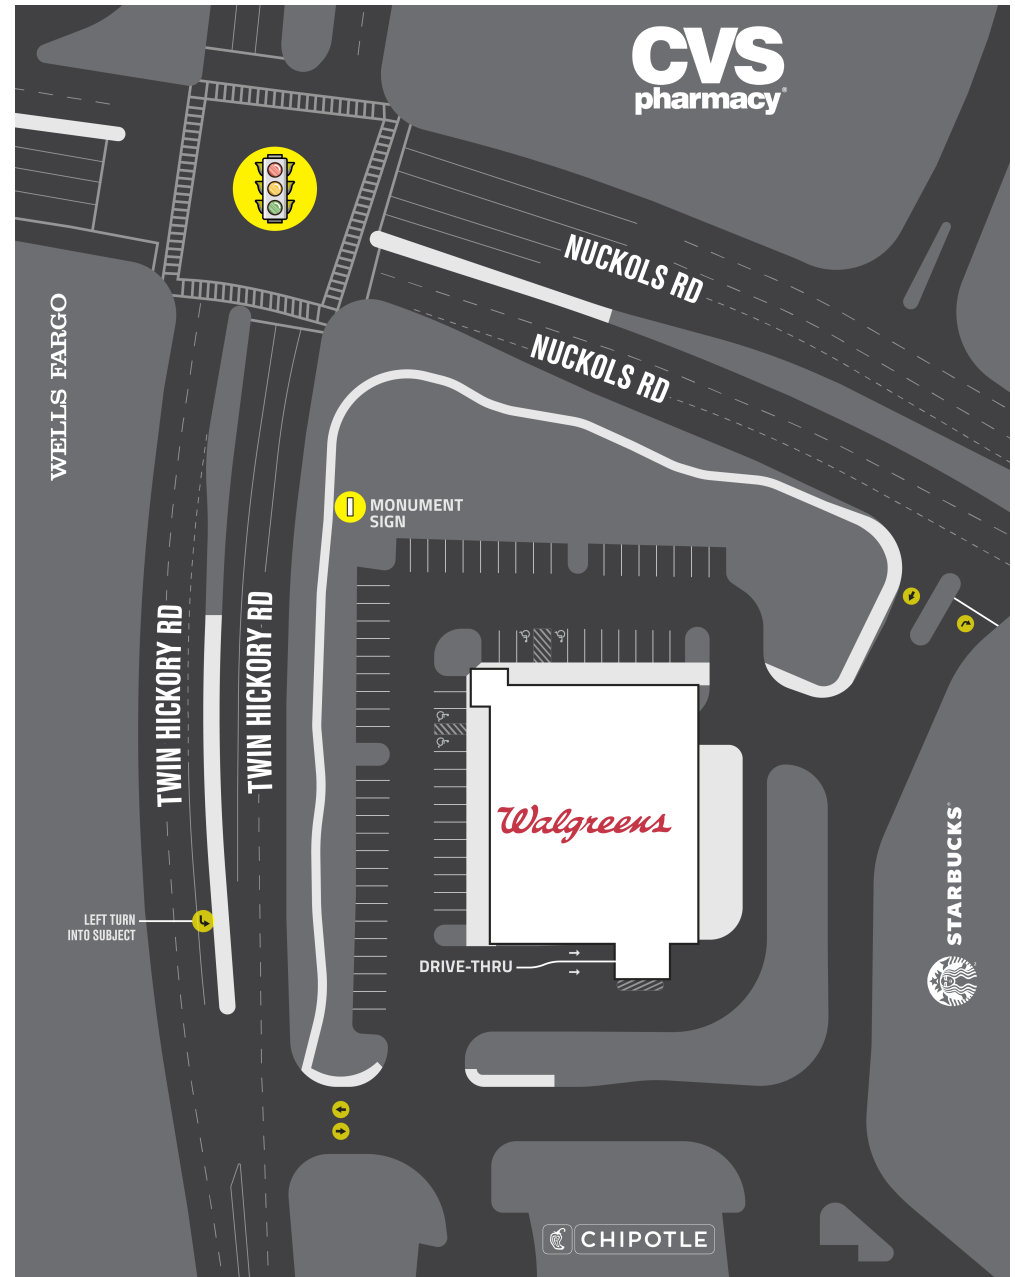 CVS
pharmacy®
NUCKOLS RD
NUCKOLS RD
WELLS FARGO
MONUMENT
SIGN
TWIN HICKORY RD
TWIN HICKORY RD
Walgreens
STARBUCKS®
LEFT TURN
INTO SUBJECT
DRIVE-THRU
CHIPOTLE